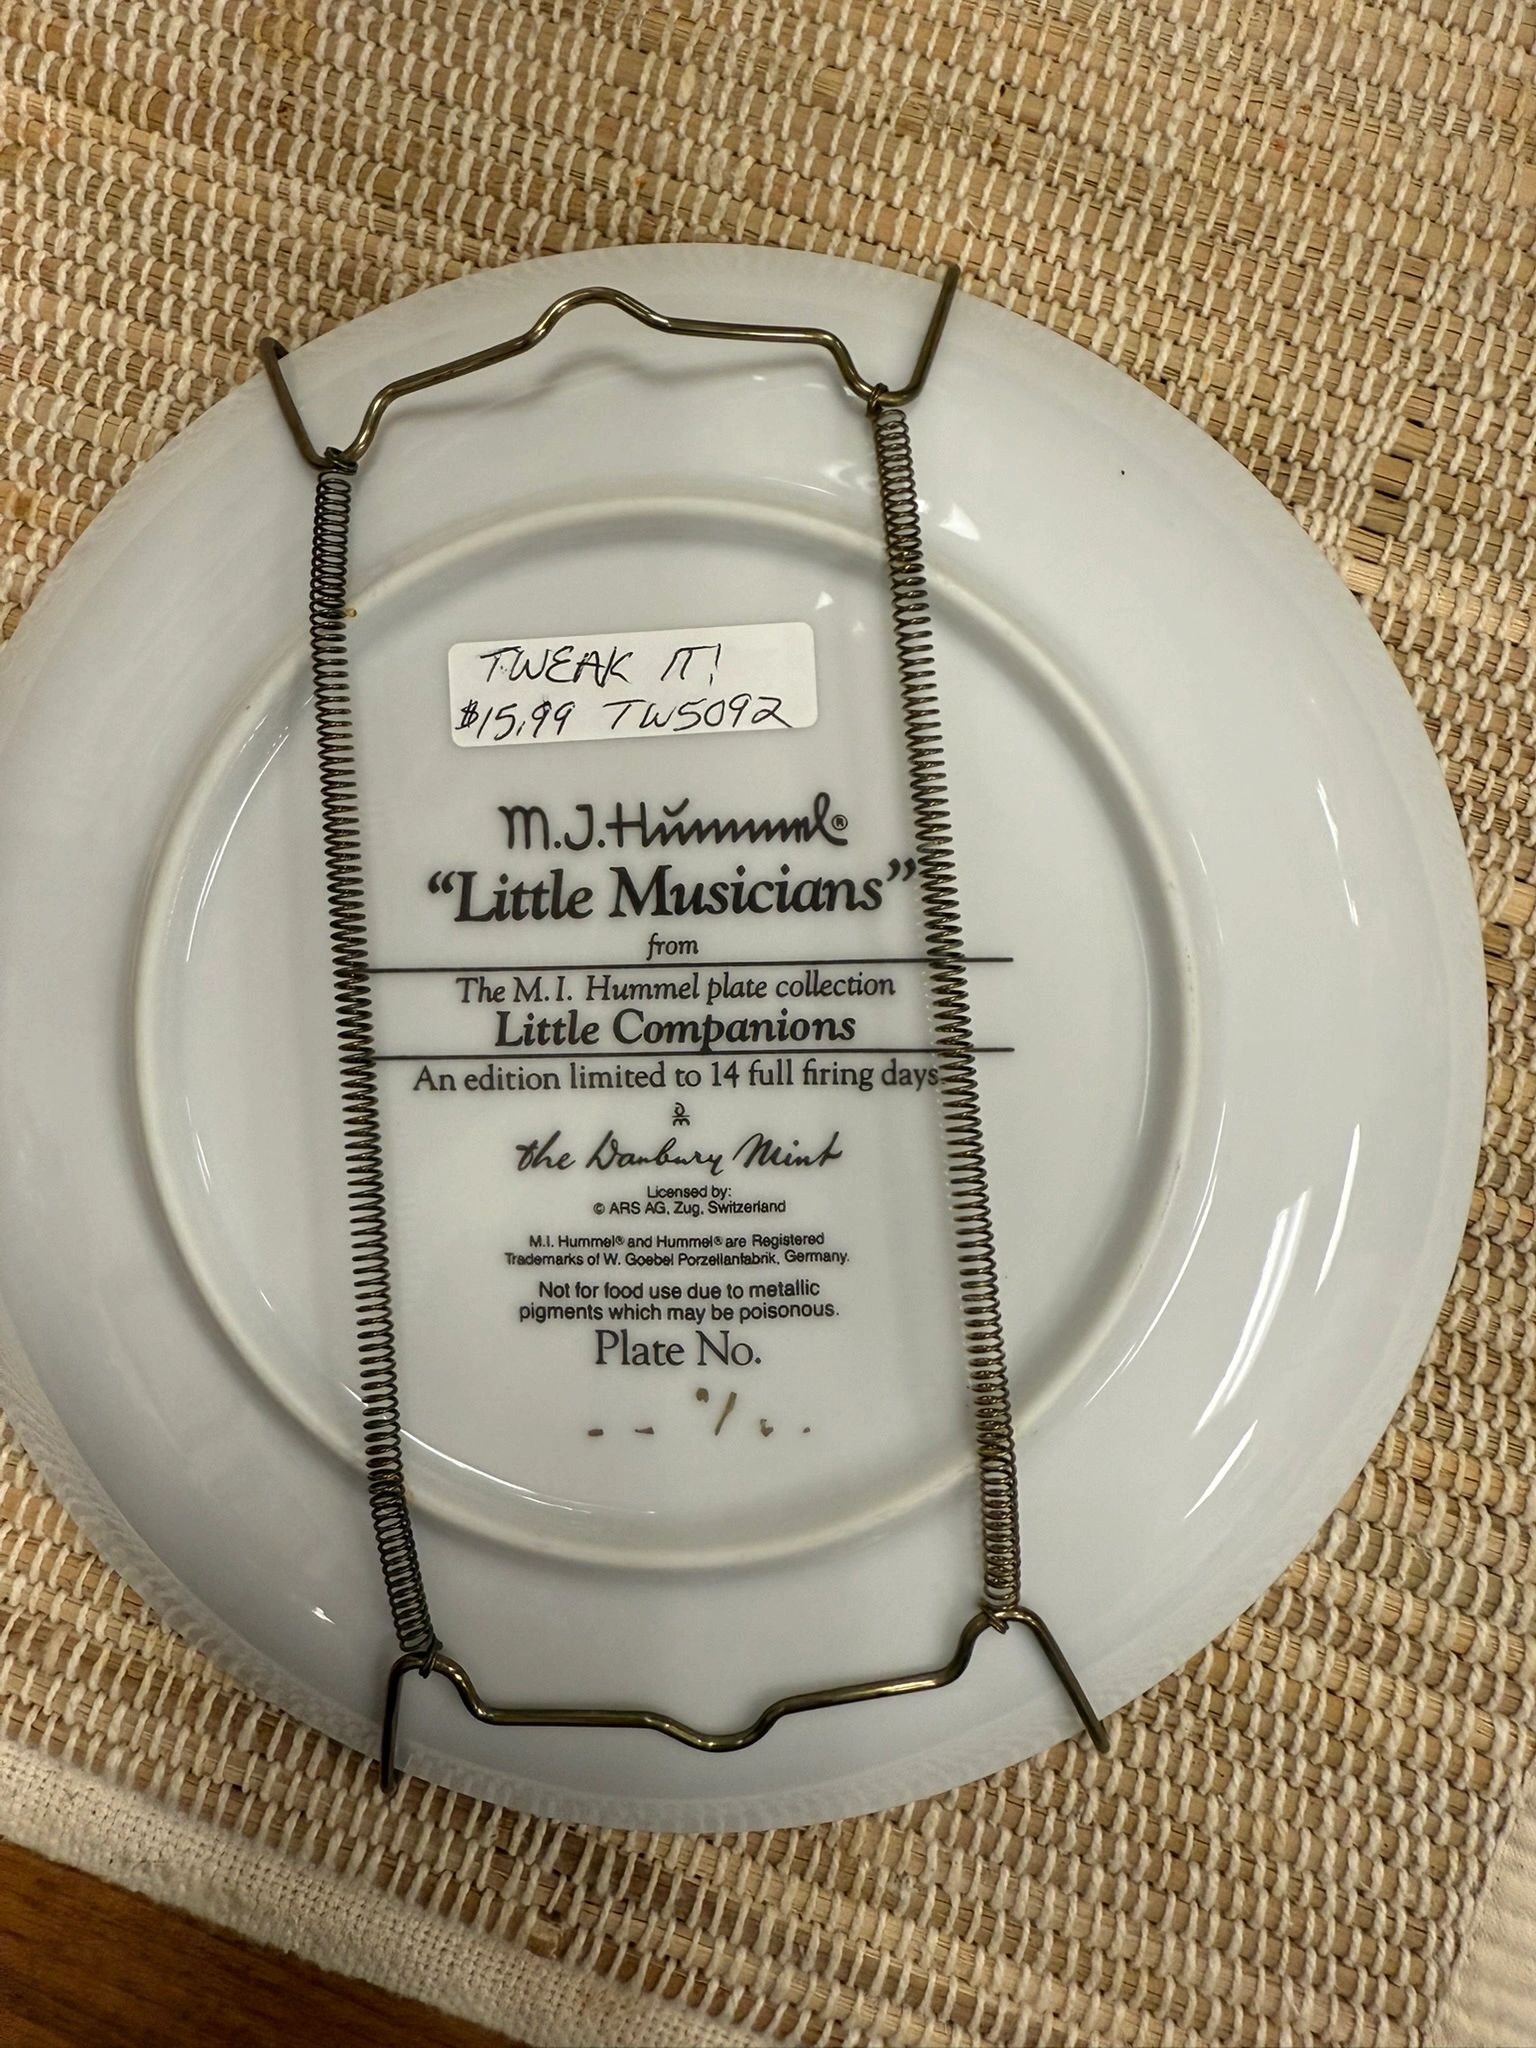 TWEAK IT!
$15.99 TW5092
M.J.Hummel®
“Little Musicians”
from
The M. I. Hummel plate collection
Little Companions
An edition limited to 14 full firing days.
the Danbury Mint
Licensed by:
© ARS AG, Zug, Switzerland
M.I. Hummel® and Hummel® are Registered
Trademarks of W. Goebel Porzellanfabrik, Germany.
Not for food use due to metallic
pigments which may be poisonous.
Plate No.